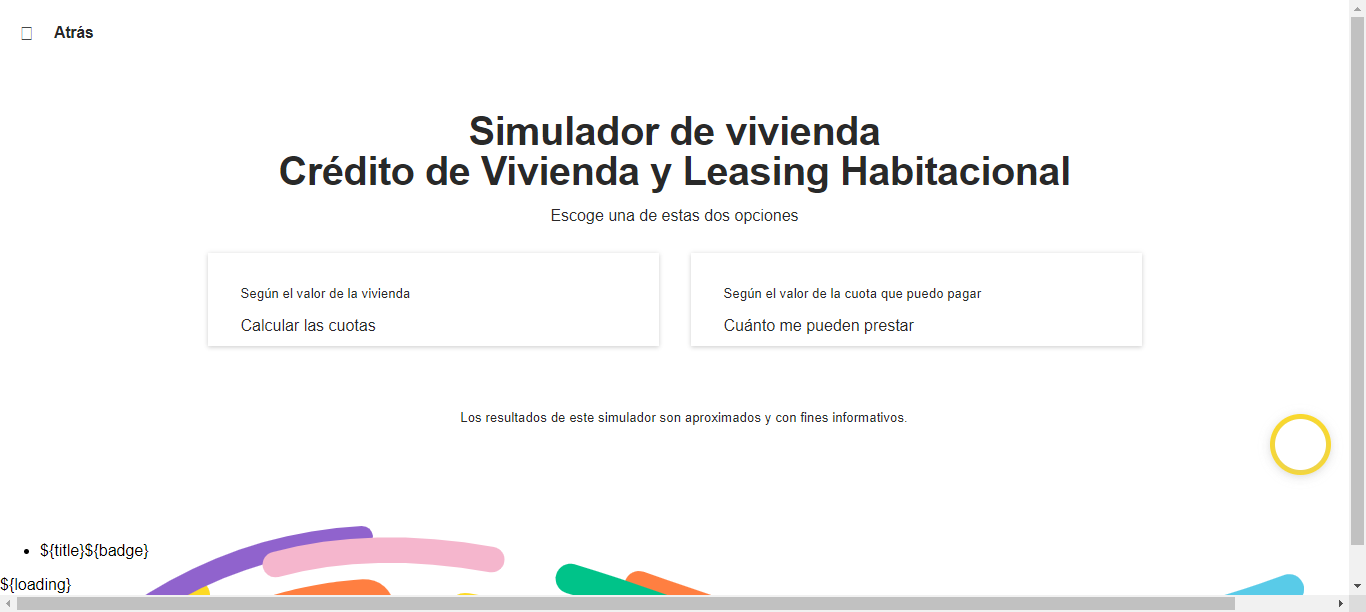 Atrás
Simulador de vivienda
Crédito de Vivienda y Leasing Habitacional
Escoge una de estas dos opciones
Según el valor de la vivienda
Calcular las cuotas
Según el valor de la cuota que puedo pagar
Cuánto me pueden prestar
Los resultados de este simulador son aproximados y con fines informativos.
${title}${badge}
${loading}